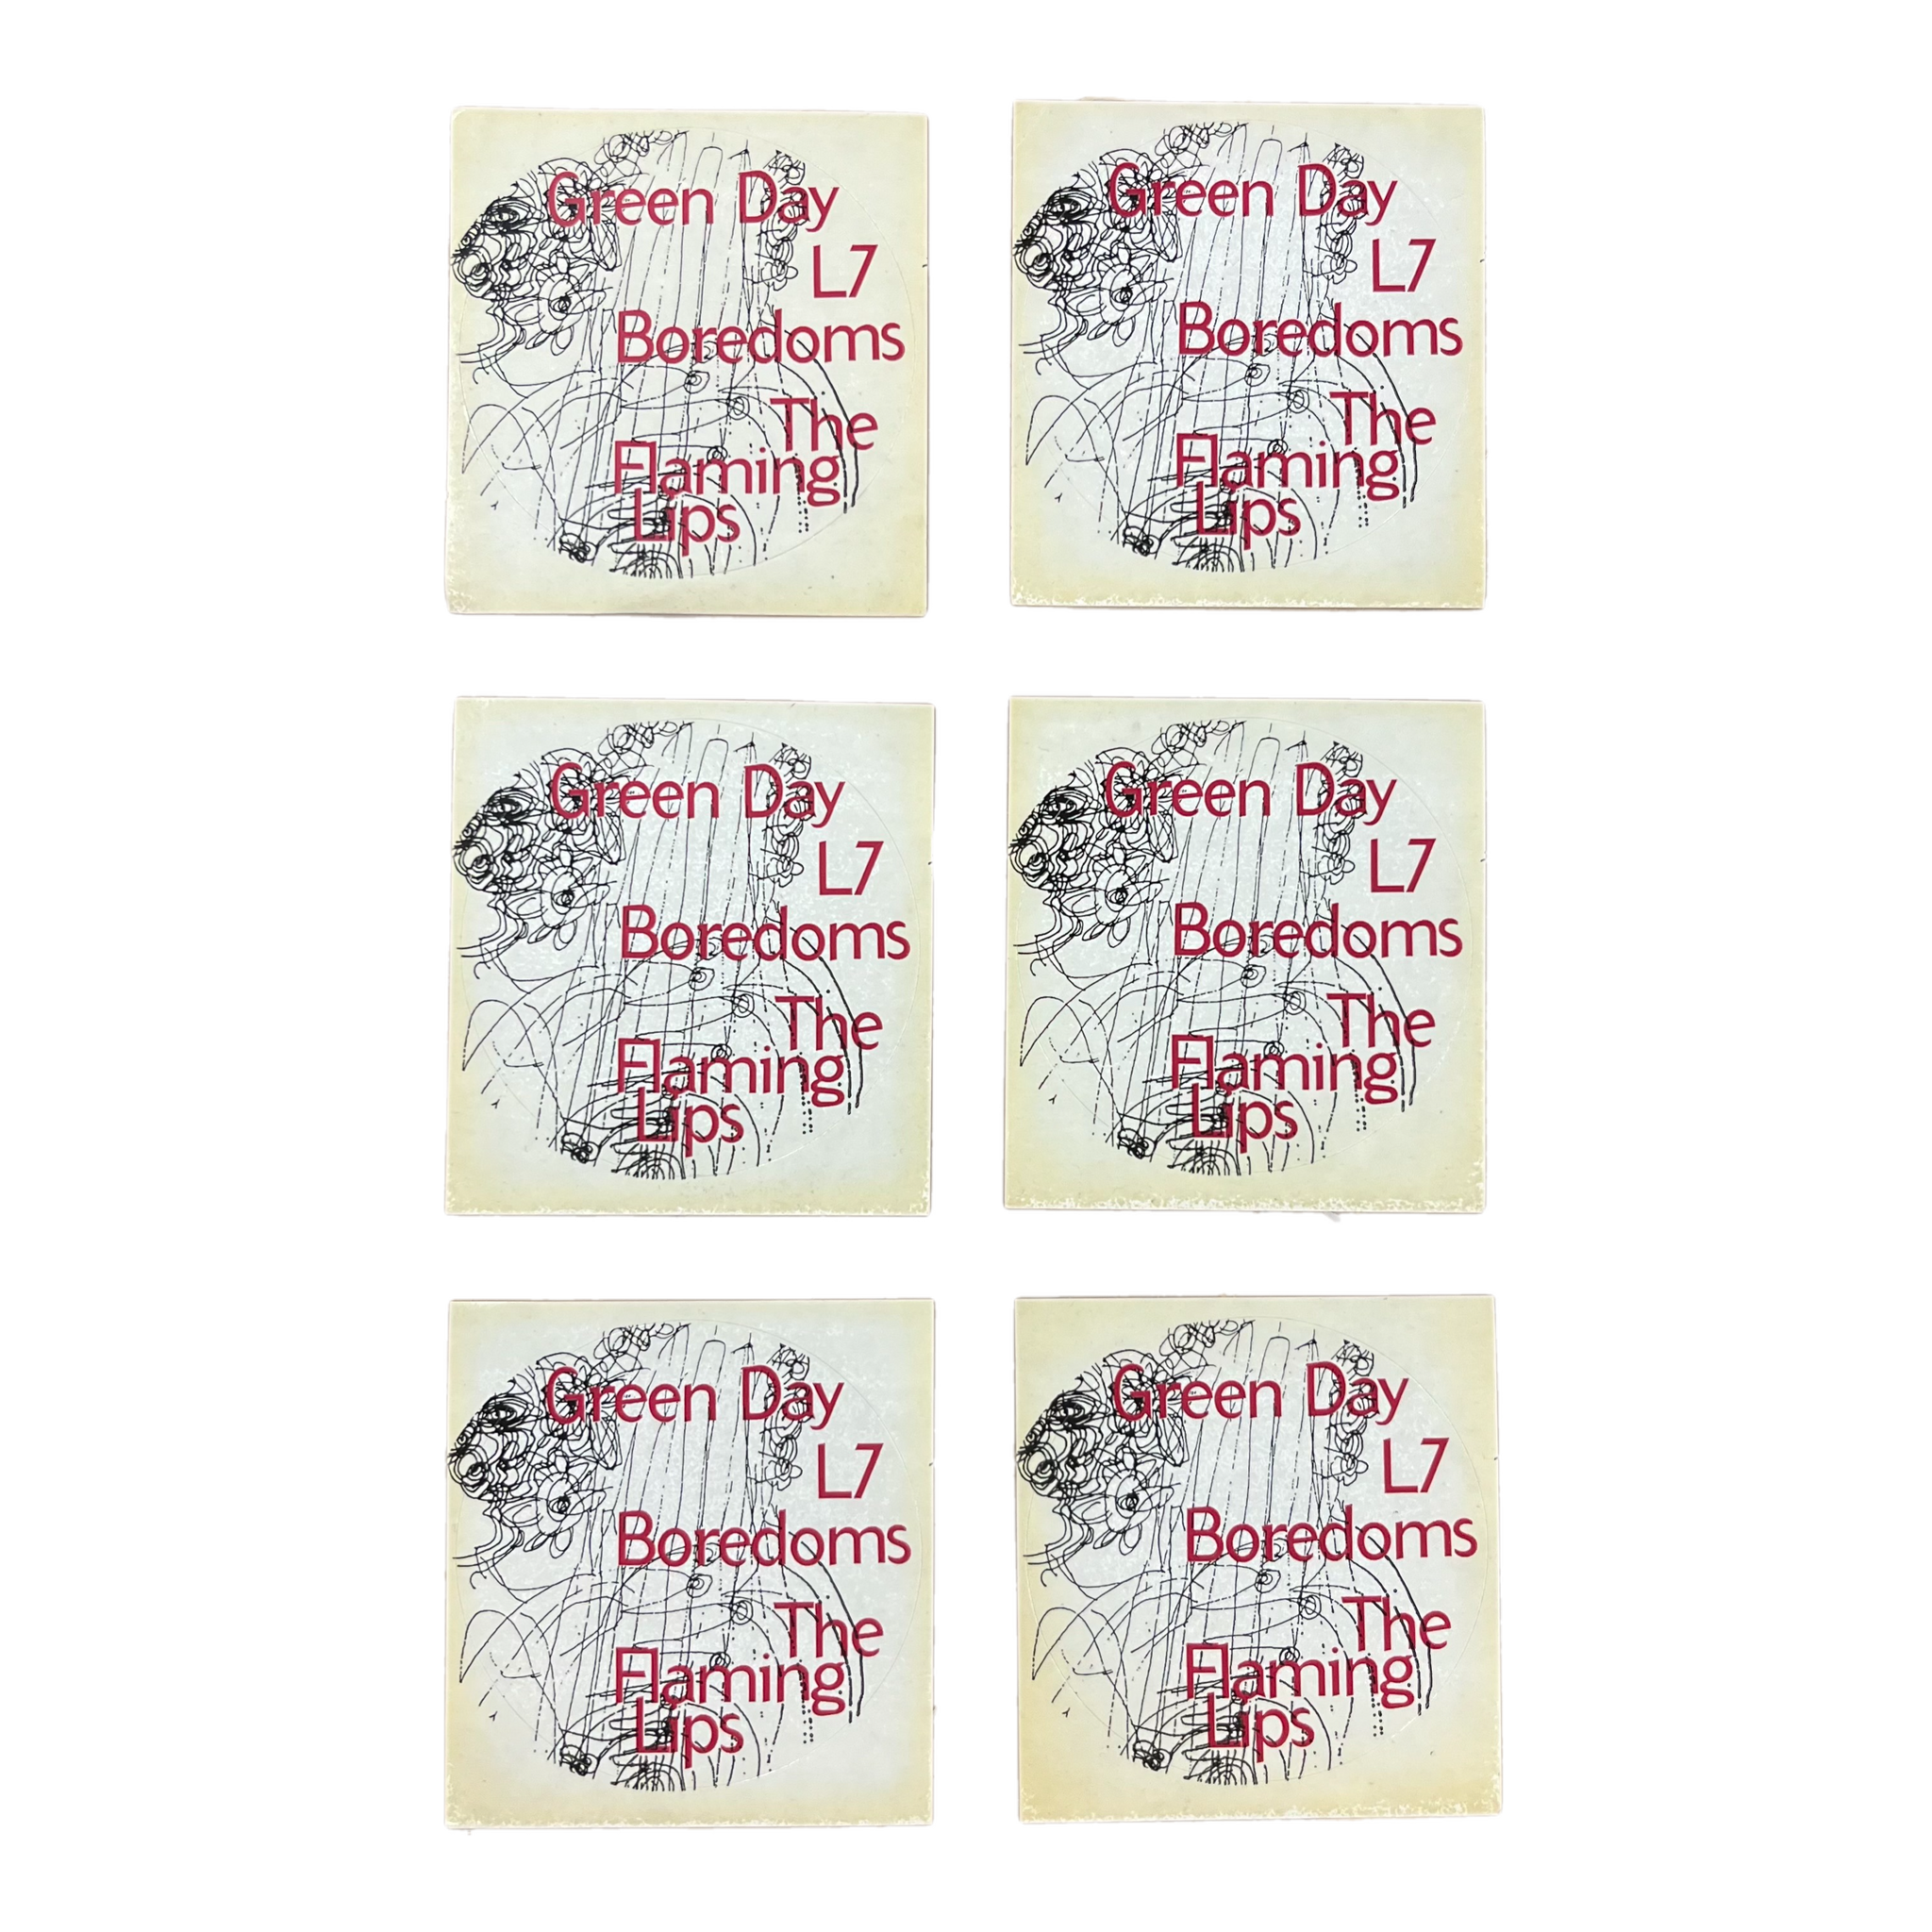 Green Day
L7
Boredoms
The
Flaming
Lips
Green Day
L7
Boredoms
The
Flaming
Lips
Green Day
L7
Boredoms
The
Flaming
Lips
Green Day
L7
Boredoms
The
Flaming
Lips
Green Day
L7
Boredoms
The
Flaming
Lips
Green Day
L7
Boredoms
The
Flaming
Lips